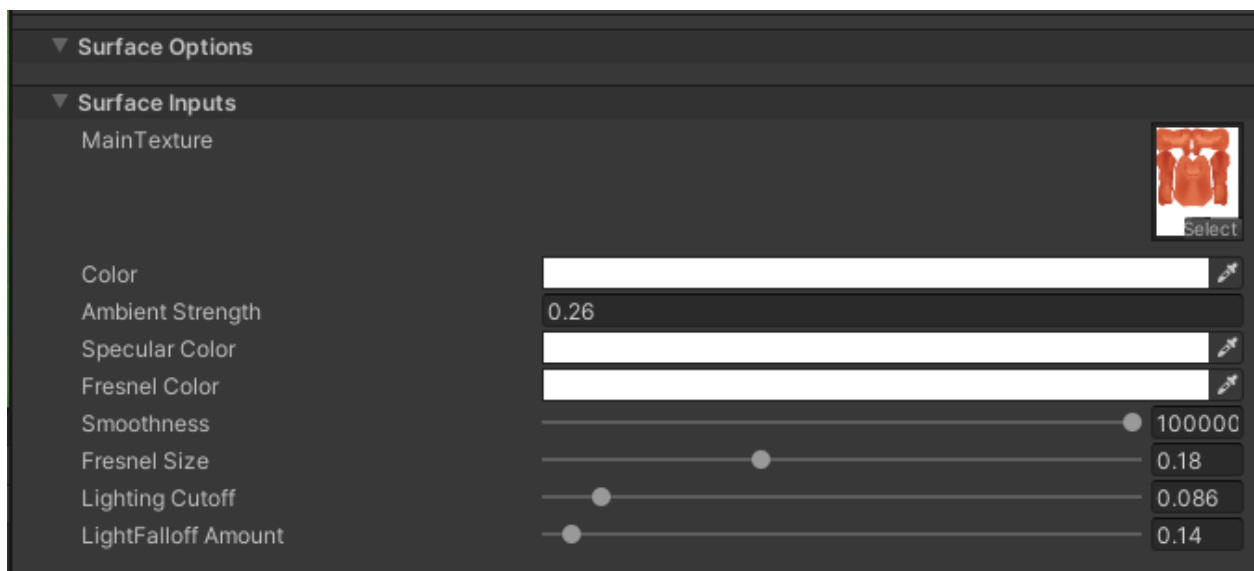 Surface Options
Surface Inputs
MainTexture
Select
Color
Ambient Strength 0.26
Specular Color
Fresnel Color
Smoothness 100000
Fresnel Size 0.18
Lighting Cutoff 0.086
LightFalloff Amount 0.14